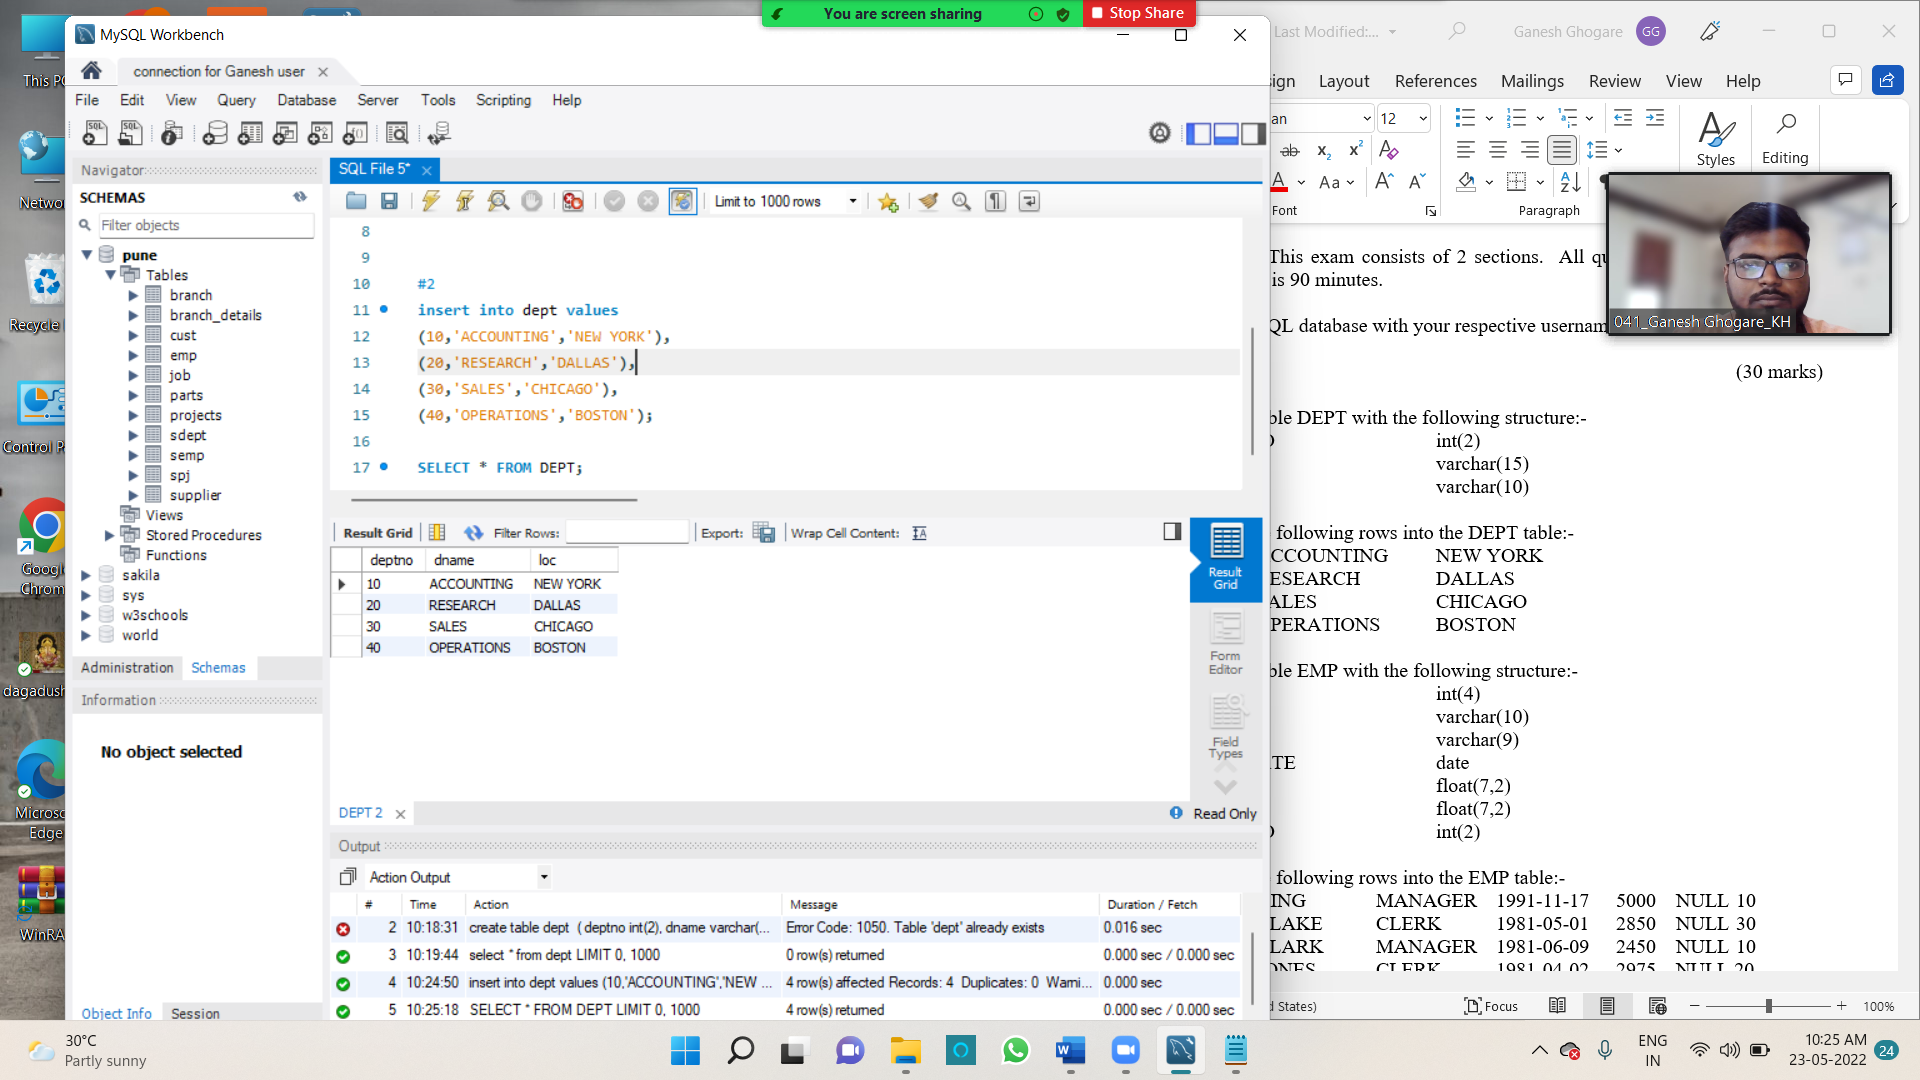 You are screen sharing
Stop Share
MySQL Workbench
connection for Ganesh user
File Edit View Query Database Server Tools Scripting Help
Navigator
SCHEMAS
Filter objects
pune
Tables
branch
branch_details
cust
emp
job
parts
projects
sdept
semp
spj
supplier
Views
Stored Procedures
Functions
sakila
sys
w3schools
world
Administration Schemas
Information
No object selected
Object Info Session
SQL File 5*
Limit to 1000 rows
8
9
10 #2
11 insert into dept values
12 (10,'ACCOUNTING','NEW YORK'),
13 (20,'RESEARCH','DALLAS'),
14 (30,'SALES','CHICAGO'),
15 (40,'OPERATIONS','BOSTON');
16
17 SELECT * FROM DEPT;
Result Grid Filter Rows: Export: Wrap Cell Content:
deptno dname loc
10 ACCOUNTING NEW YORK
20 RESEARCH DALLAS
30 SALES CHICAGO
40 OPERATIONS BOSTON
Result
Grid
Form
Editor
Field
Types
DEPT 2
Read Only
Output
Action Output
# Time Action Message Duration / Fetch
2 10:18:31 create table dept ( deptno int(2), dname varchar(... Error Code: 1050. Table 'dept' already exists 0.016 sec
3 10:19:44 select * from dept LIMIT 0, 1000 0 row(s) returned 0.000 sec / 0.000 sec
4 10:24:50 insert into dept values (10,'ACCOUNTING','NEW ... 4 row(s) affected Records: 4 Duplicates: 0 Warni... 0.000 sec
5 10:25:18 SELECT * FROM DEPT LIMIT 0, 1000 4 row(s) returned 0.000 sec / 0.000 sec
Last Modified:... Ganesh Ghogare GG
sign Layout References Mailings Review View Help
an 12
Styles
Editing
Font Paragraph
041_Ganesh Ghogare_KH
This exam consists of 2 sections. All qu
is 90 minutes.
QL database with your respective usernam
(30 marks)
ble DEPT with the following structure:-
int(2)
varchar(15)
varchar(10)
following rows into the DEPT table:-
CCOUNTING NEW YORK
ESEARCH DALLAS
ALES CHICAGO
PERATIONS BOSTON
ble EMP with the following structure:-
int(4)
varchar(10)
varchar(9)
TE date
float(7,2)
float(7,2)
int(2)
following rows into the EMP table:-
ING MANAGER 1991-11-17 5000 NULL 10
LAKE CLERK 1981-05-01 2850 NULL 30
LARK MANAGER 1981-06-09 2450 NULL 10
ONES CLERK 1981-04-02 2975 NULL 20
d States) Focus 100%
This PC
Networ
Recycle
Control P
Googl
Chrom
dagadush
Microso
Edge
WinRA
30°C
Partly sunny
ENG
IN
10:25 AM
23-05-2022
24